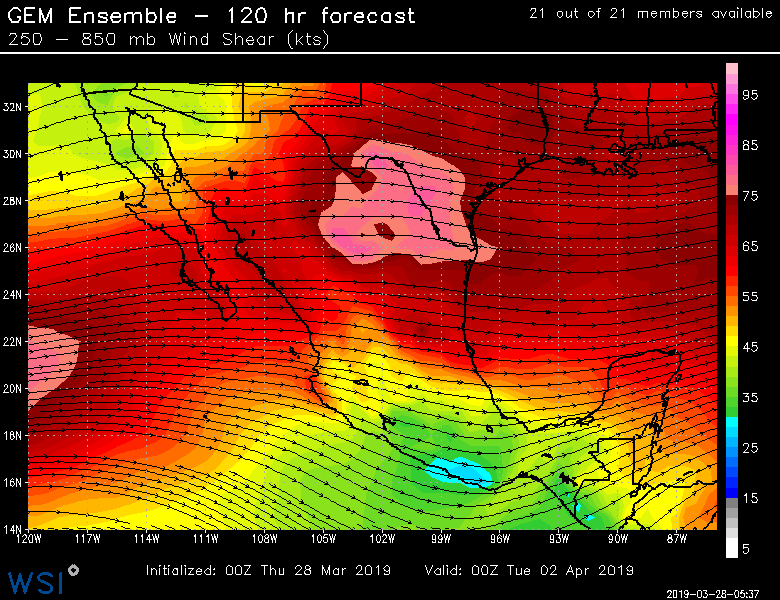 GEM Ensemble – 120 hr forecast
21 out of 21 members available
250 – 850 mb Wind Shear (kts)
95
32N
85
30N
75
28N
26N
65
24N
55
22N
45
20N
35
18N
25
16N
15
14N
120W 117W 114W 111W 108W 105W 102W 99W 96W 93W 90W 87W
5
Initialized: 00Z Thu 28 Mar 2019 Valid: 00Z Tue 02 Apr 2019
WSI
2019-03-28-05:37